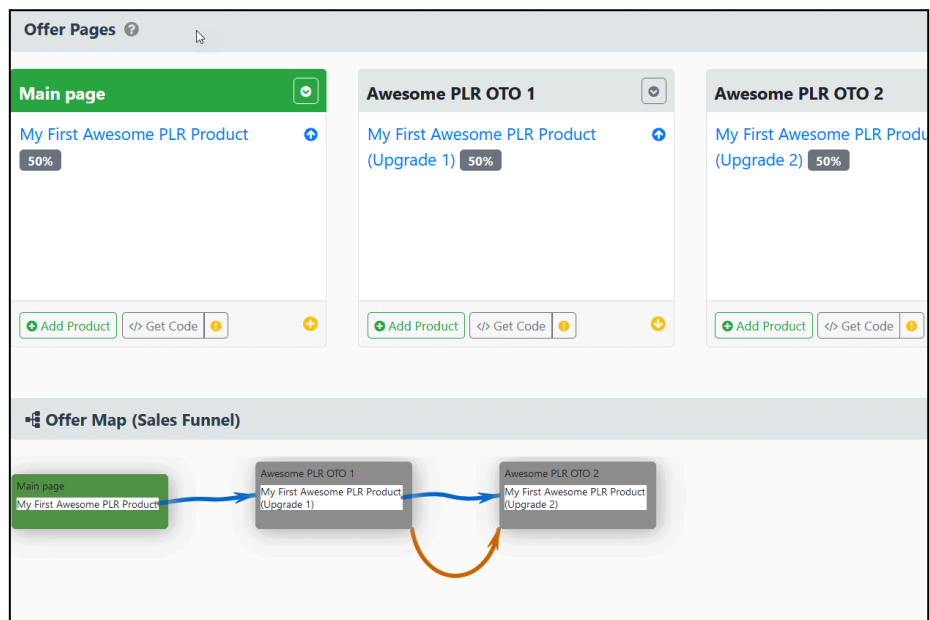 Offer Pages
Main page
My First Awesome PLR Product
50%
Add Product
</> Get Code
Awesome PLR OTO 1
My First Awesome PLR Product
(Upgrade 1) 50%
Add Product
</> Get Code
Awesome PLR OTO 2
My First Awesome PLR Produ
(Upgrade 2) 50%
Add Product
</> Get Code
Offer Map (Sales Funnel)
Main page
My First Awesome PLR Product
Awesome PLR OTO 1
My First Awesome PLR Product
(Upgrade 1)
Awesome PLR OTO 2
My First Awesome PLR Product
(Upgrade 2)